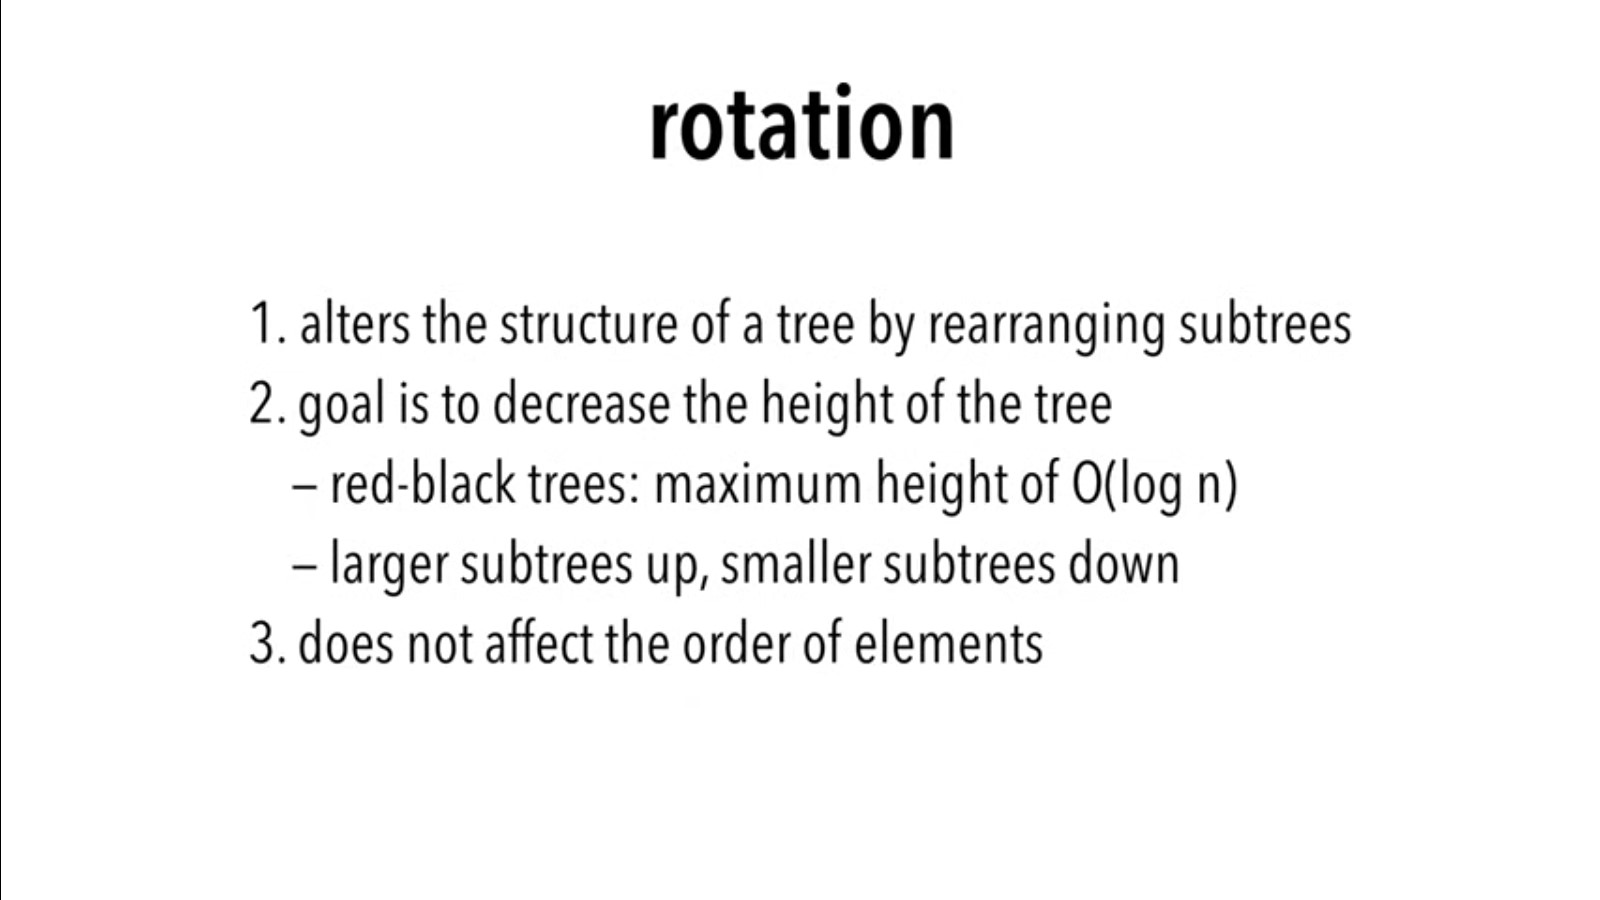 rotation
1. alters the structure of a tree by rearranging subtrees
2. goal is to decrease the height of the tree
– red-black trees: maximum height of O(log n)
– larger subtrees up, smaller subtrees down
3. does not affect the order of elements